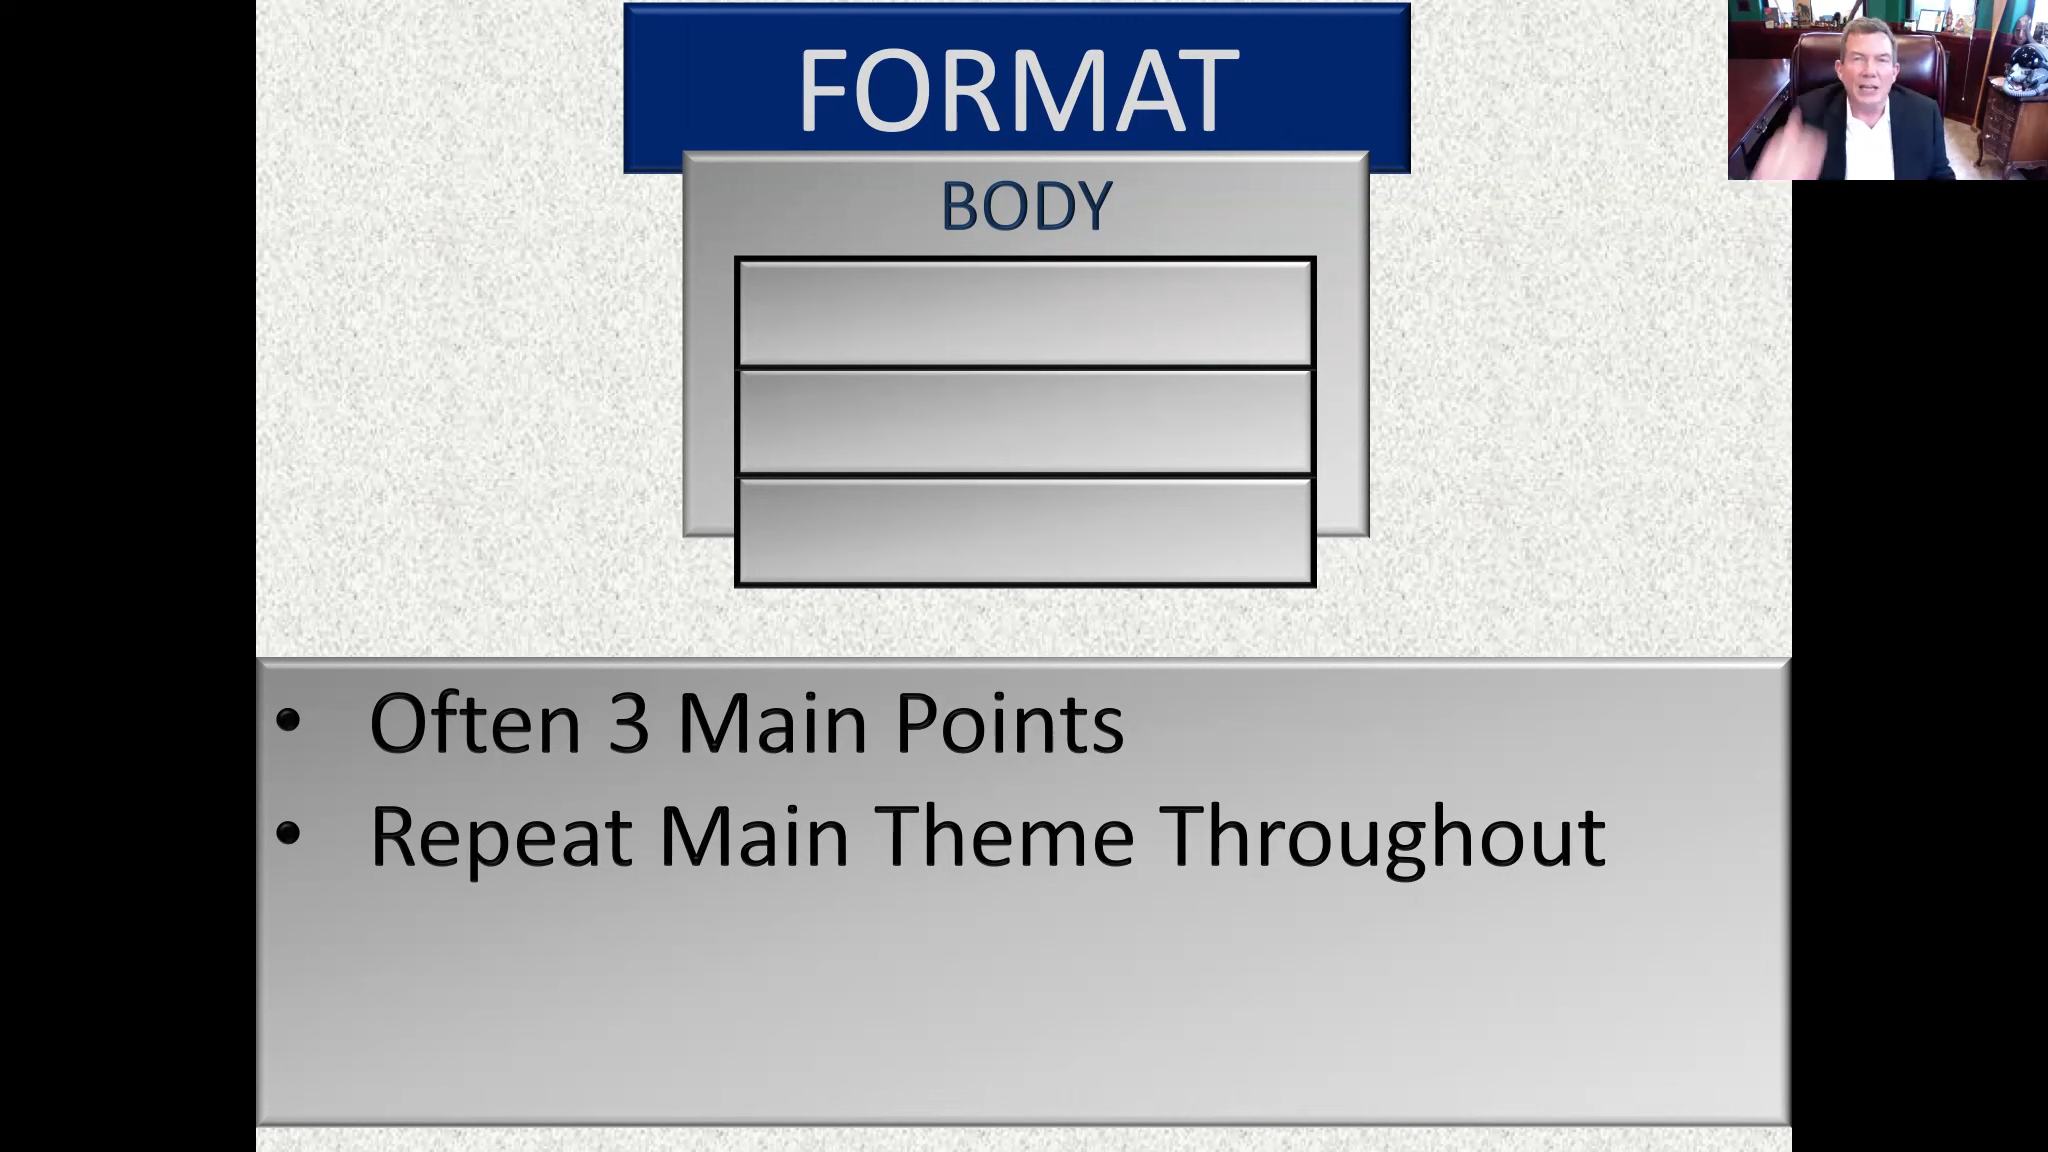 FORMAT
BODY
• Often 3 Main Points
• Repeat Main Theme Throughout